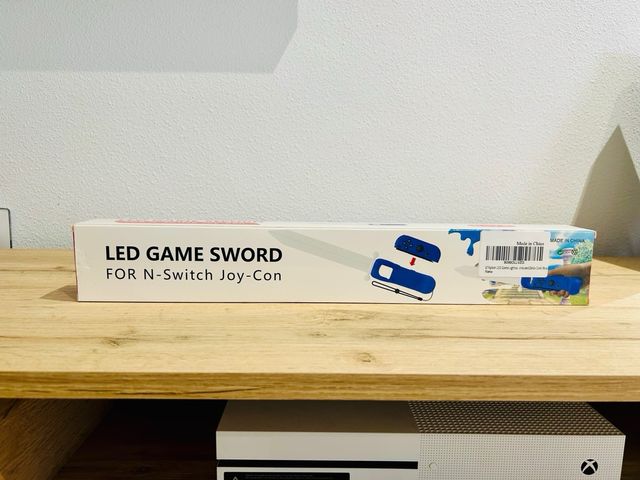 LED GAME SWORD
FOR N-Switch Joy-Con
MADE IN CHINA
Made in China